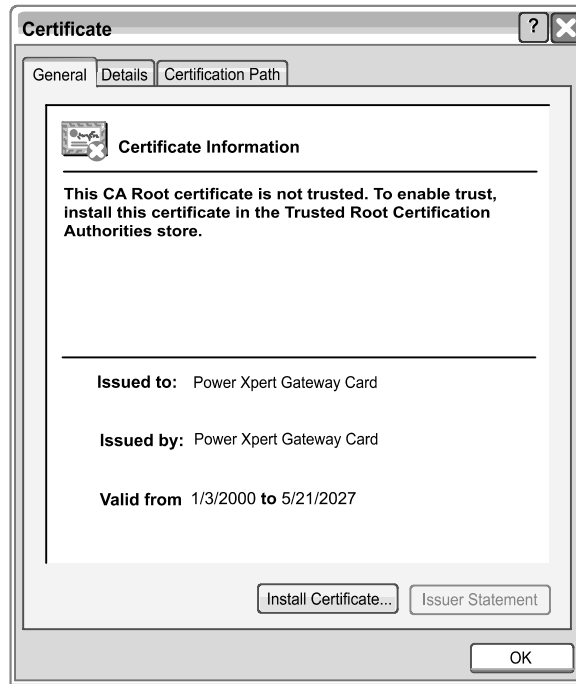 Certificate
?
General Details Certification Path
Certificate Information
This CA Root certificate is not trusted. To enable trust,
install this certificate in the Trusted Root Certification
Authorities store.
Issued to: Power Xpert Gateway Card
Issued by: Power Xpert Gateway Card
Valid from 1/3/2000 to 5/21/2027
Install Certificate... Issuer Statement
OK